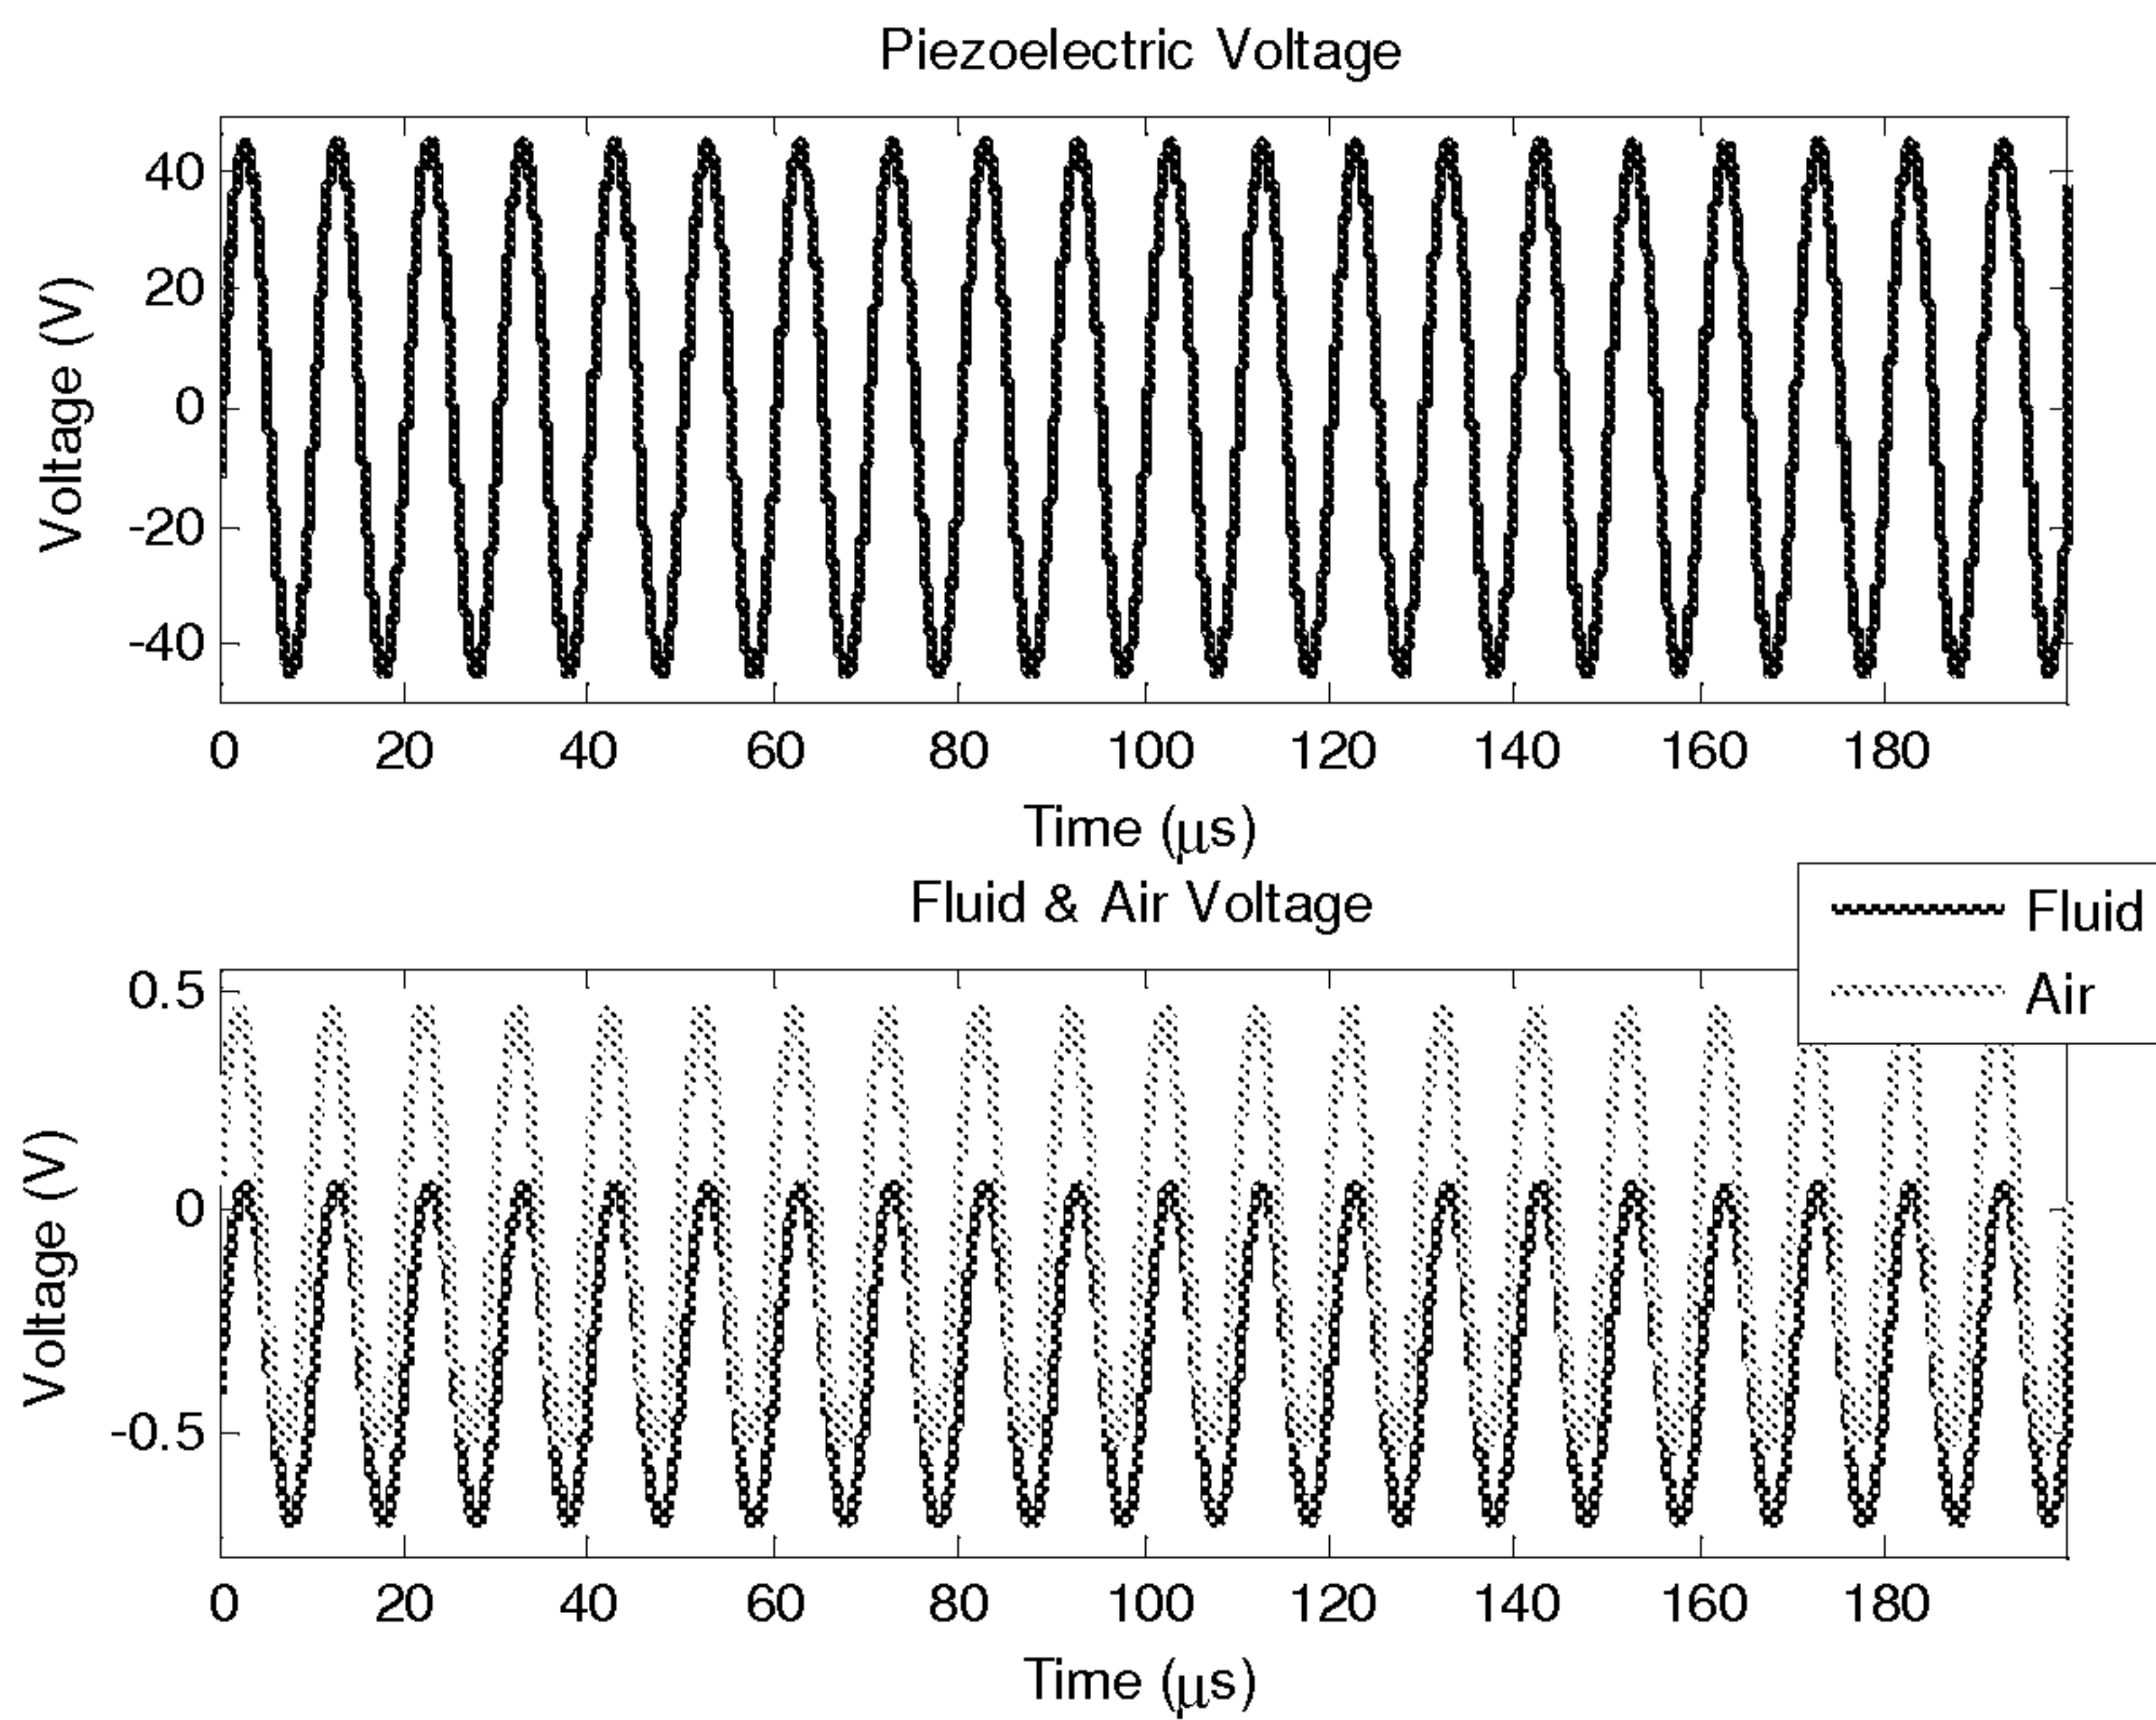 Piezoelectric Voltage
40
20
0
-20
-40
Voltage (V)
0 20 40 60 80 100 120 140 160 180
Time (μs)
Fluid & Air Voltage
Fluid
Air
0.5
0
-0.5
Voltage (V)
0 20 40 60 80 100 120 140 160 180
Time (μs)